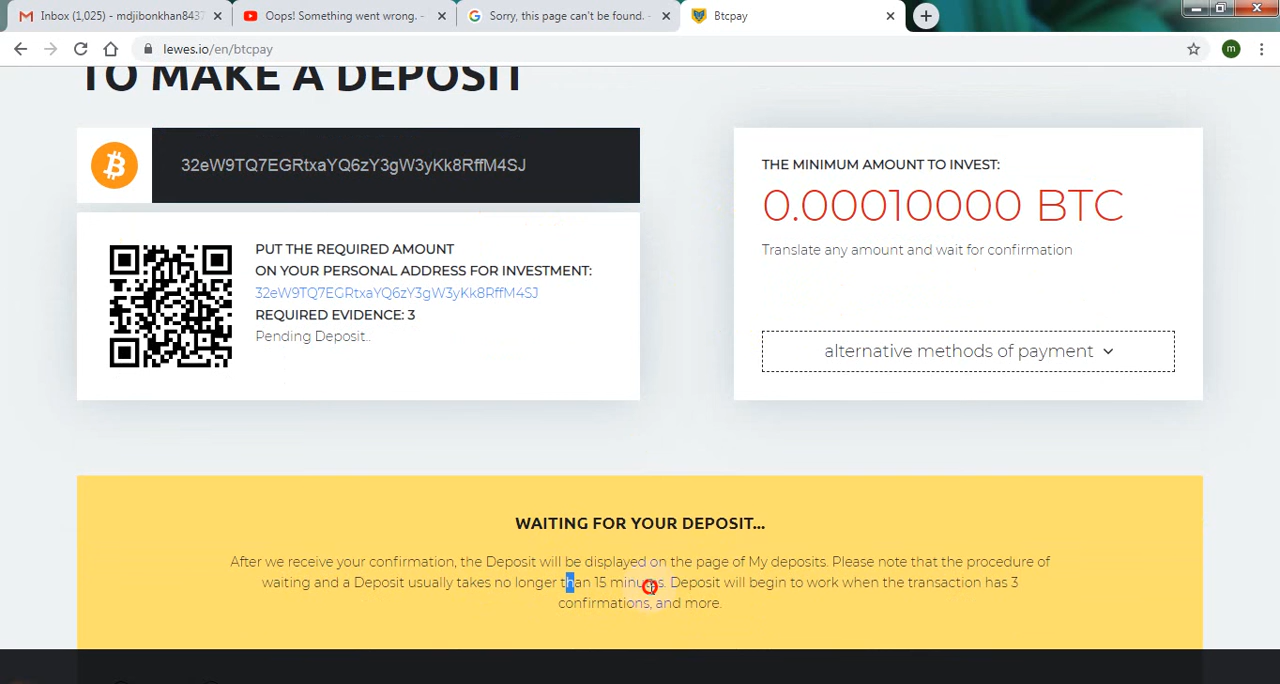 Inbox (1,025) - mdjibonkhan8437
Oops! Something went wrong. -
Sorry, this page can't be found. -
Btcpay
lewes.io/en/btcpay
m
TO MAKE A DEPOSIT
32eW9TQ7EGRtxaYQ6zY3gW3yKk8RffM4SJ
PUT THE REQUIRED AMOUNT
ON YOUR PERSONAL ADDRESS FOR INVESTMENT:
32eW9TQ7EGRtxaYQ6zY3gW3yKk8RffM4SJ
REQUIRED EVIDENCE: 3
Pending Deposit..
THE MINIMUM AMOUNT TO INVEST:
0.00010000 BTC
Translate any amount and wait for confirmation
alternative methods of payment
WAITING FOR YOUR DEPOSIT...
After we receive your confirmation, the Deposit will be displayed on the page of My deposits. Please note that the procedure of
waiting and a Deposit usually takes no longer than 15 minutes. Deposit will begin to work when the transaction has 3
confirmations, and more.